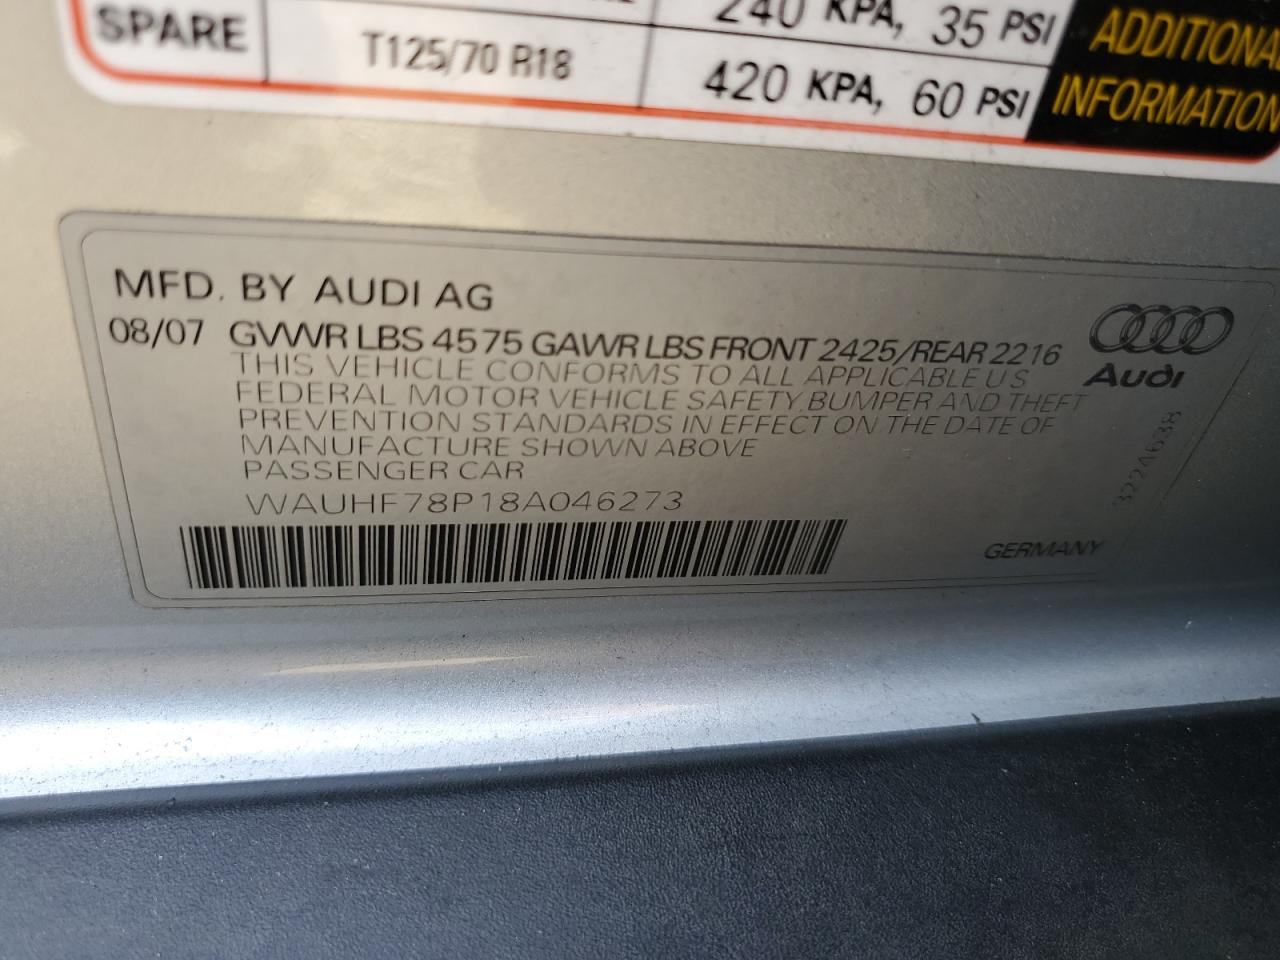 240 KPA, 35 PSI
SPARE T125/70 R18 420 KPA, 60 PSI
ADDITIONAL
INFORMATION
MFD. BY AUDI AG
08/07 GVWR LBS 4575 GAWR LBS FRONT 2425/REAR 2216
THIS VEHICLE CONFORMS TO ALL APPLICABLE U S
FEDERAL MOTOR VEHICLE SAFETY, BUMPER AND THEFT
PREVENTION STANDARDS IN EFFECT ON THE DATE OF
MANUFACTURE SHOWN ABOVE
PASSENGER CAR
WAUHF78P18A046273
Audi
GERMANY